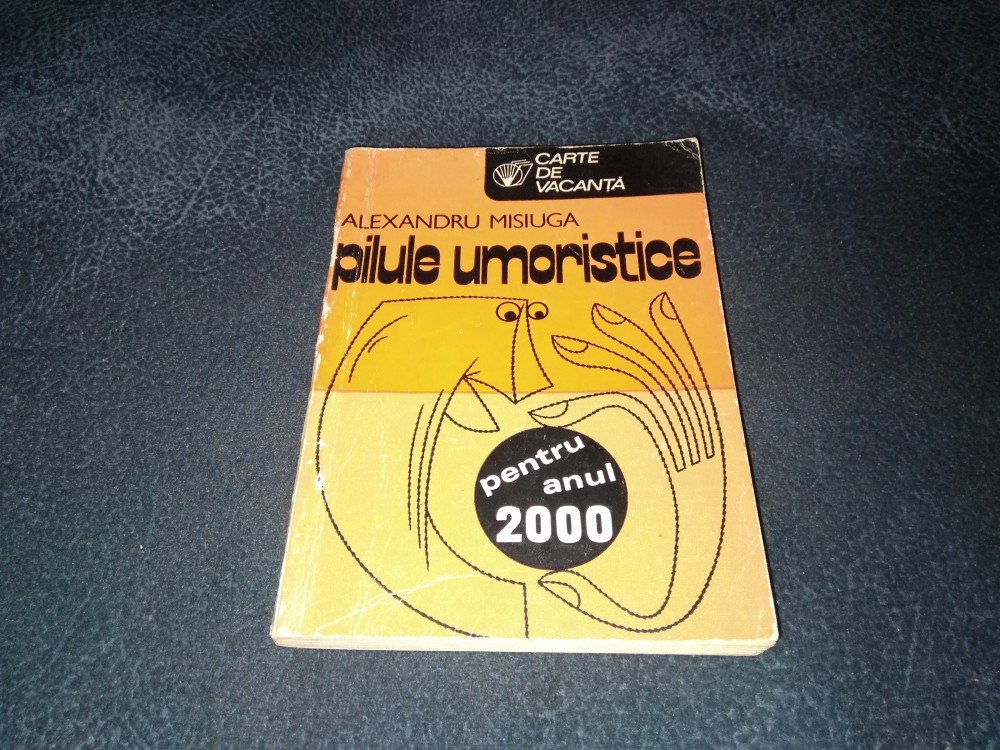 CARTE
DE
VACANȚĂ
ALEXANDRU MISIUGA
pilule umoristice
pentru
anul
2000